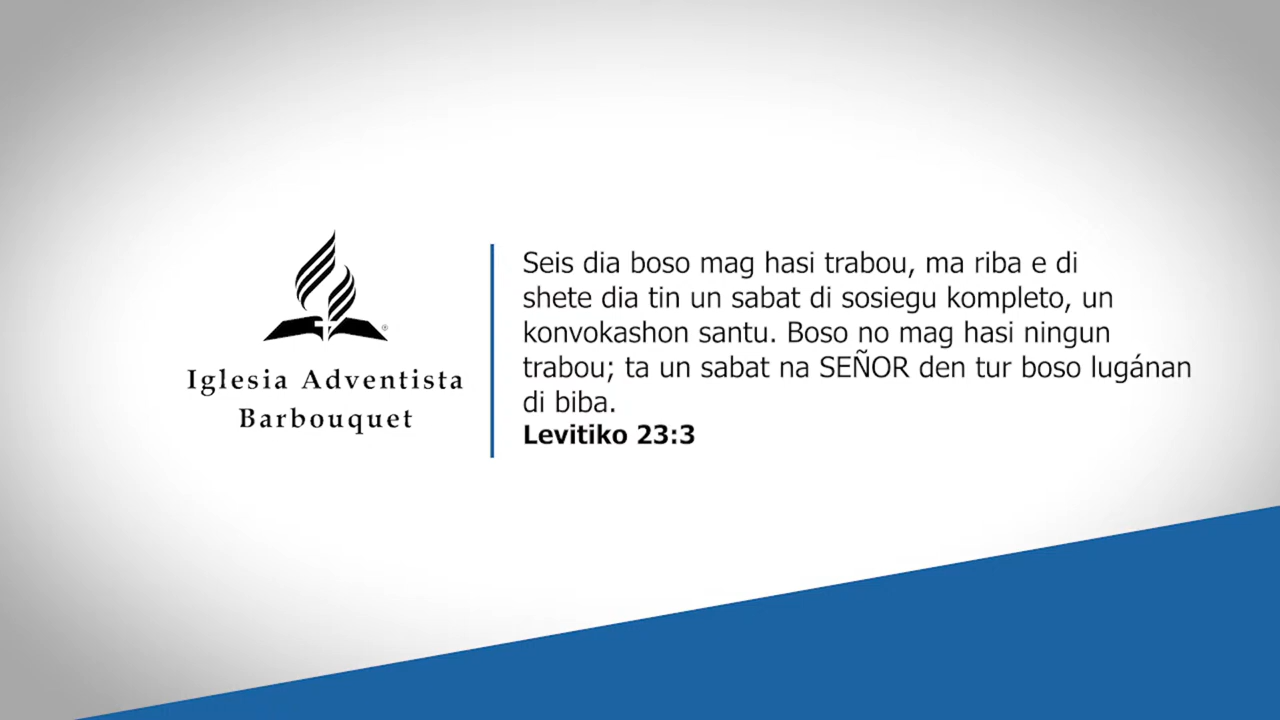 Iglesia Adventista
Barbouquet
Seis dia boso mag hasi trabou, ma riba e di
shete dia tin un sabat di sosiegu kompleto, un
konvokashon santu. Boso no mag hasi ningun
trabou; ta un sabat na SEÑOR den tur boso lugánan
di biba.
Levitiko 23:3